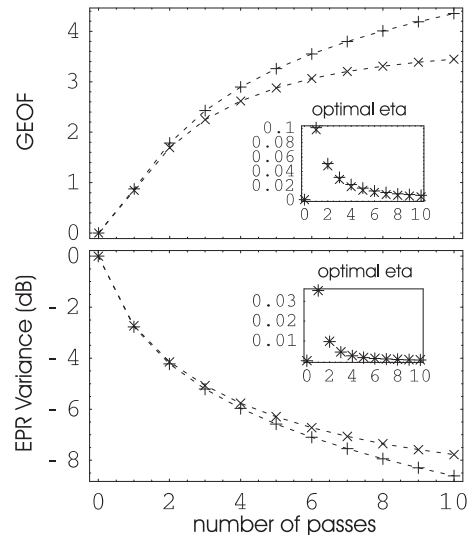 4
3
2
1
0
GEOF
optimal eta
0.1
0.08
0.06
0.04
0.02
0 2 4 6 8 10
0
- 2
- 4
- 6
- 8
EPR Variance (dB)
optimal eta
0.03
0.02
0.01
0 2 4 6 8 10
0 2 4 6 8 10
number of passes